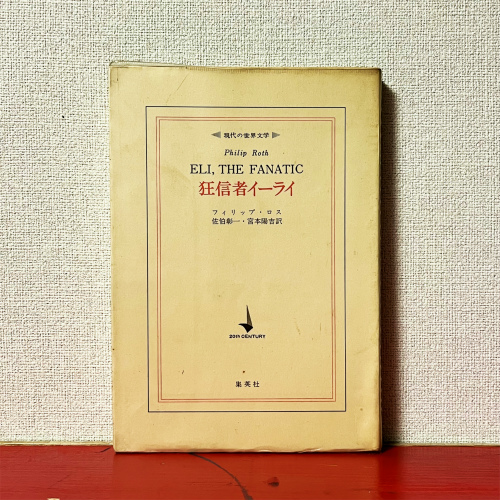 現代の世界文学
Philip Roth
ELI, THE FANATIC
狂信者イーライ
フィリップ・ロス
佐伯彰一・宮本陽吉訳
20th CENTURY
集英社